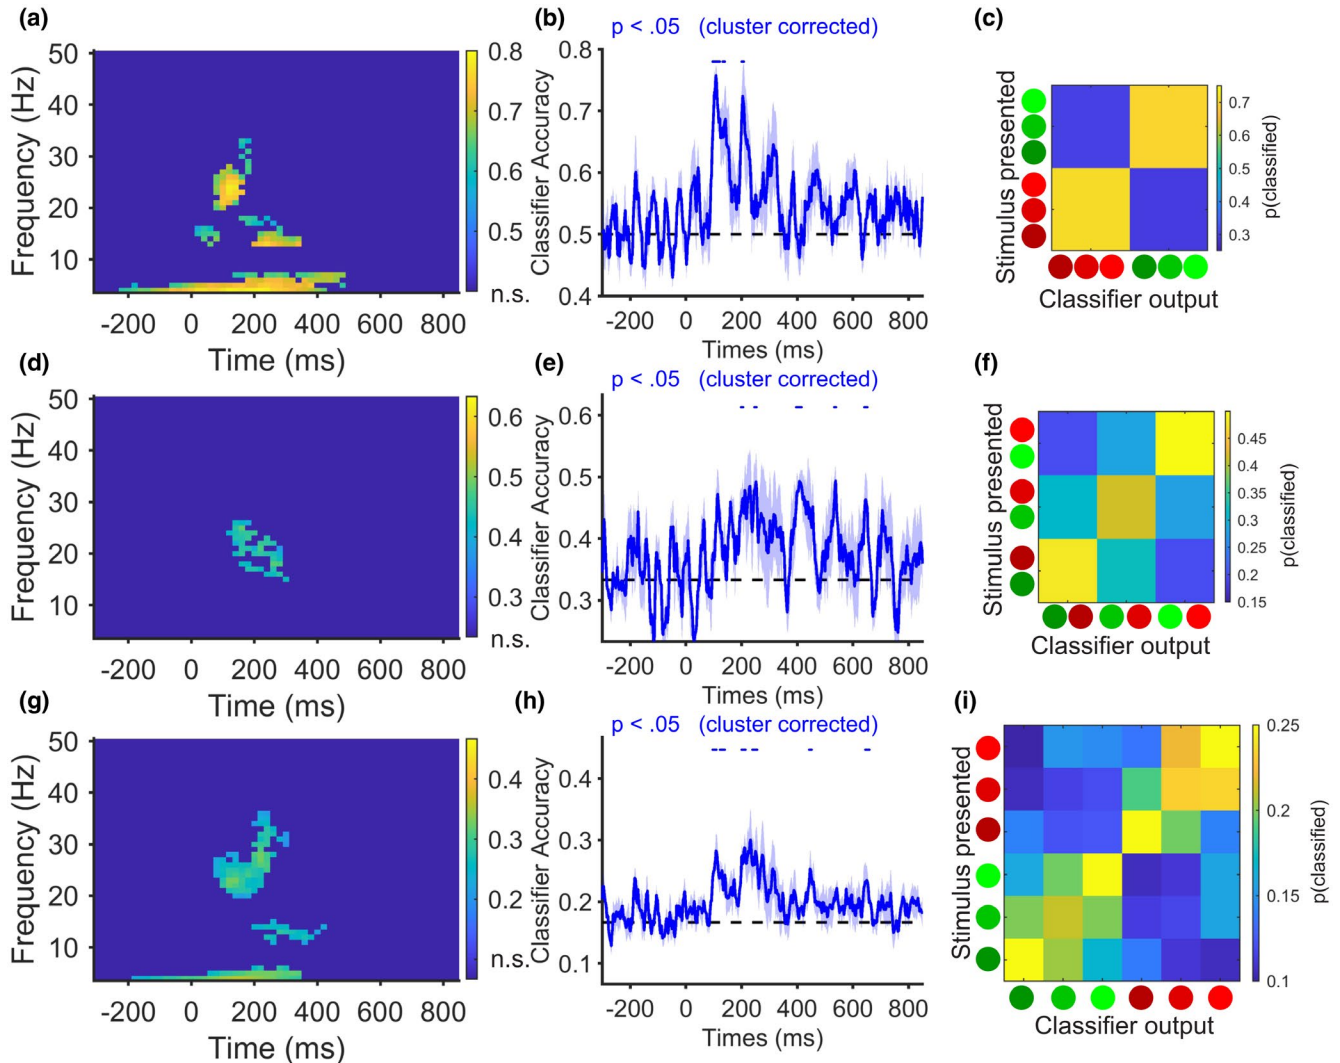 (a)
Frequency (Hz)
50
40
30
20
10
-200 0 200 400 600 800
Time (ms)
0.8
0.7
0.6
0.5
0.4
0.3
n.s.
(b)
p < .05 (cluster corrected)
Classifier Accuracy
0.8
0.7
0.6
0.5
0.4
-200 0 200 400 600 800
Times (ms)
(c)
Stimulus presented
Classifier output
0.7
0.6
0.5
0.4
0.3
p(classified)
(d)
Frequency (Hz)
50
40
30
20
10
-200 0 200 400 600 800
Time (ms)
0.6
0.5
0.4
0.3
n.s.
(e)
p < .05 (cluster corrected)
Classifier Accuracy
0.6
0.5
0.4
0.3
-200 0 200 400 600 800
Times (ms)
(f)
Stimulus presented
Classifier output
0.45
0.4
0.35
0.3
0.25
0.2
0.15
p(classified)
(g)
Frequency (Hz)
50
40
30
20
10
-200 0 200 400 600 800
Time (ms)
0.4
0.3
0.2
n.s.
(h)
p < .05 (cluster corrected)
Classifier Accuracy
0.4
0.3
0.2
0.1
-200 0 200 400 600 800
Times (ms)
(i)
Stimulus presented
Classifier output
0.25
0.2
0.15
0.1
p(classified)